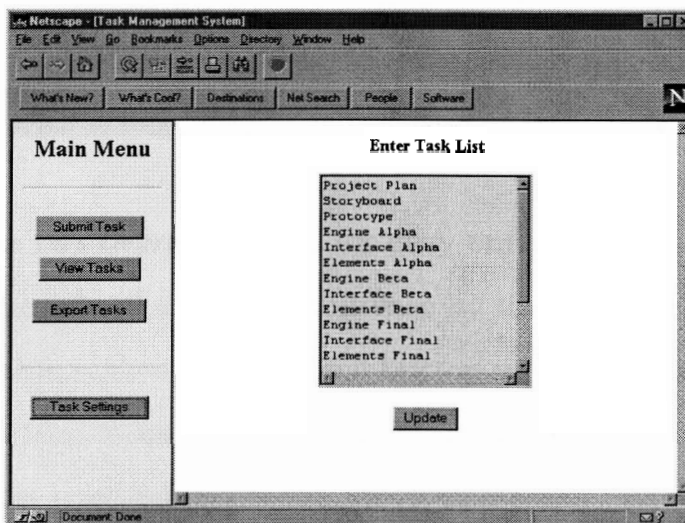 Netscape - [Task Management System]
File Edit View Go Bookmarks Options Directory Window Help
What's New? What's Cool? Destinations Net Search People Software
N
Main Menu
Submit Task
View Tasks
Export Tasks
Task Settings
Enter Task List
Project Plan
Storyboard
Prototype
Engine Alpha
Interface Alpha
Elements Alpha
Engine Beta
Interface Beta
Elements Beta
Engine Final
Interface Final
Elements Final
Update
Document: Done